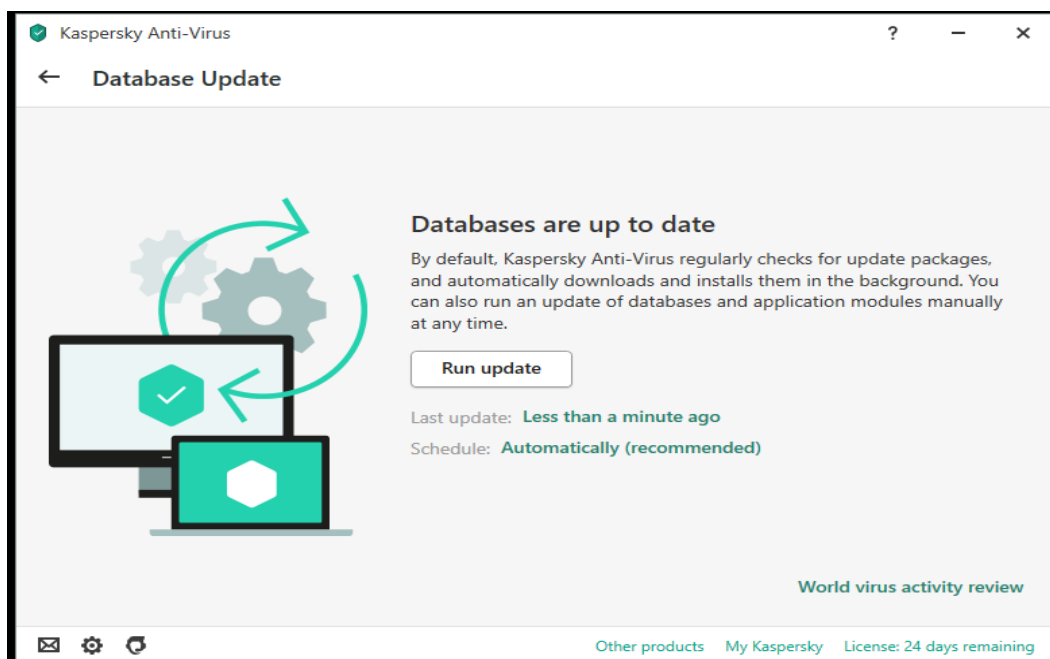 Kaspersky Anti-Virus
Database Update
Databases are up to date
By default, Kaspersky Anti-Virus regularly checks for update packages,
and automatically downloads and installs them in the background. You
can also run an update of databases and application modules manually
at any time.
Run update
Last update: Less than a minute ago
Schedule: Automatically (recommended)
World virus activity review
Other products My Kaspersky License: 24 days remaining